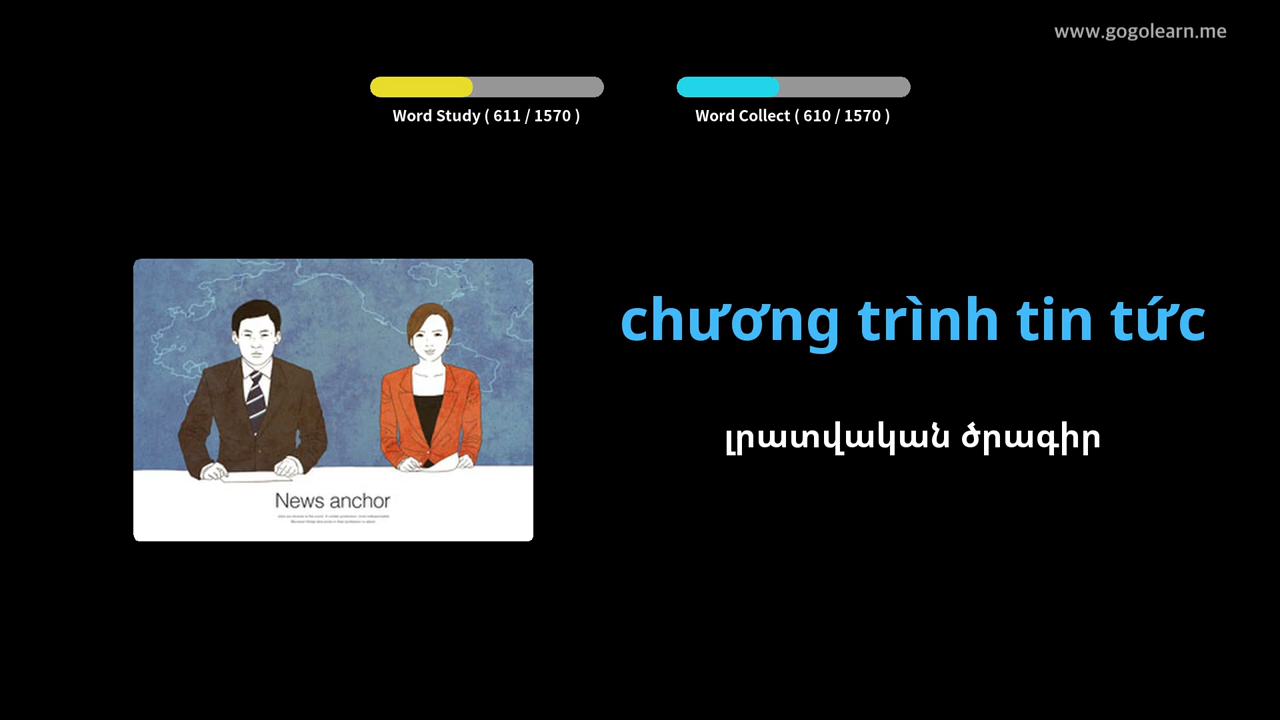 www.gogolearn.me
Word Study ( 611 / 1570 )
Word Collect ( 610 / 1570 )
chương trình tin tức
լրատվական ծրագիր
News anchor